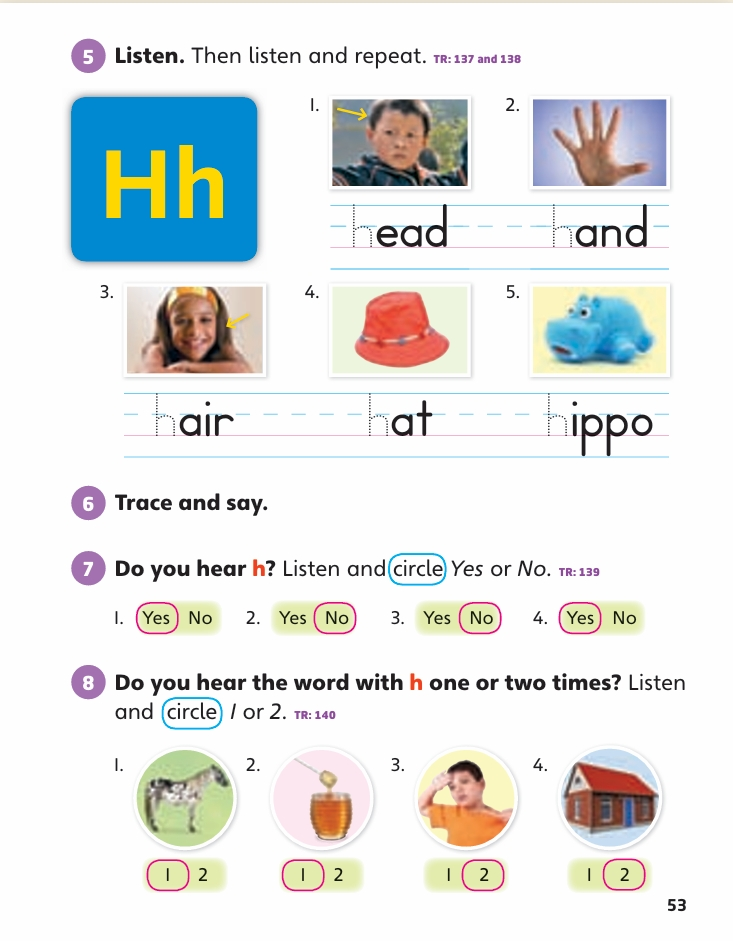 5 Listen. Then listen and repeat. TR: 137 and 138
Hh
1. 2.
head hand
3. 4. 5.
hair hat hippo
6 Trace and say.
7 Do you hear h? Listen and circle Yes or No. TR: 139
1. Yes No 2. Yes No 3. Yes No 4. Yes No
8 Do you hear the word with h one or two times? Listen
and circle 1 or 2. TR: 140
1. 2. 3. 4.
1 2 1 2 1 2 1 2
53